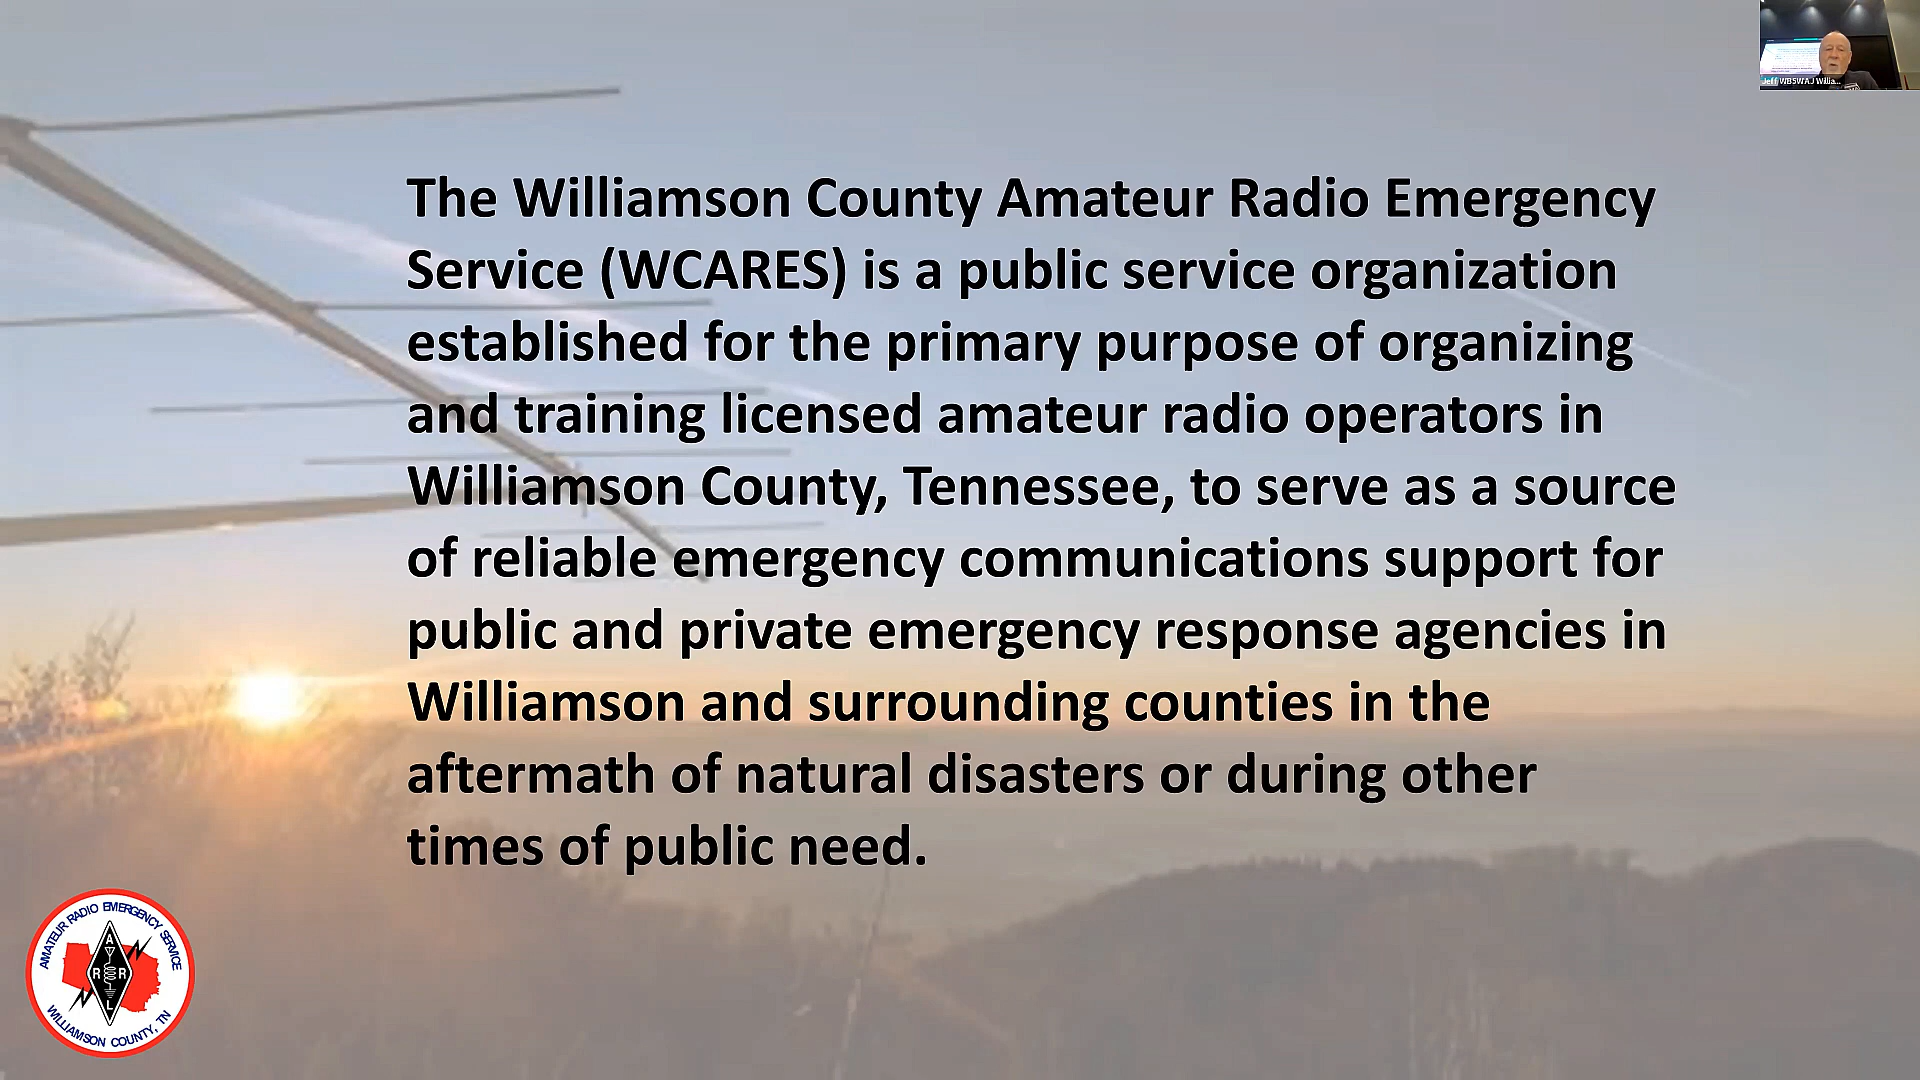 The Williamson County Amateur Radio Emergency
Service (WCARES) is a public service organization
established for the primary purpose of organizing
and training licensed amateur radio operators in
Williamson County, Tennessee, to serve as a source
of reliable emergency communications support for
public and private emergency response agencies in
Williamson and surrounding counties in the
aftermath of natural disasters or during other
times of public need.
Jeff WB5WAJ Willia...
AMATEUR RADIO EMERGENCY SERVICE
A
R R
L
WILLIAMSON COUNTY, TN